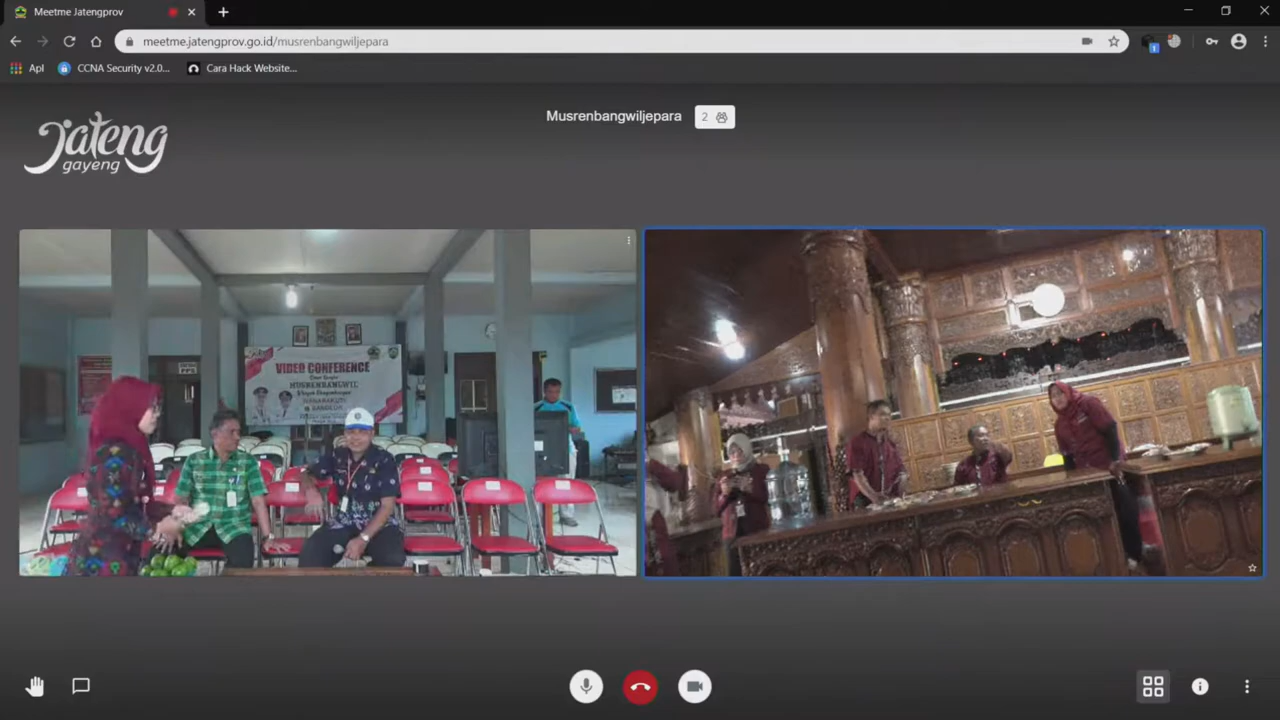 Meetme Jatengprov
meetme.jatengprov.go.id/musrenbangwiljepara
Apl
CCNA Security v2.0...
Cara Hack Website...
Musrenbangwiljepara
2
jateng
gayeng
VIDEO CONFERENCE
MUSRENBANGWIL